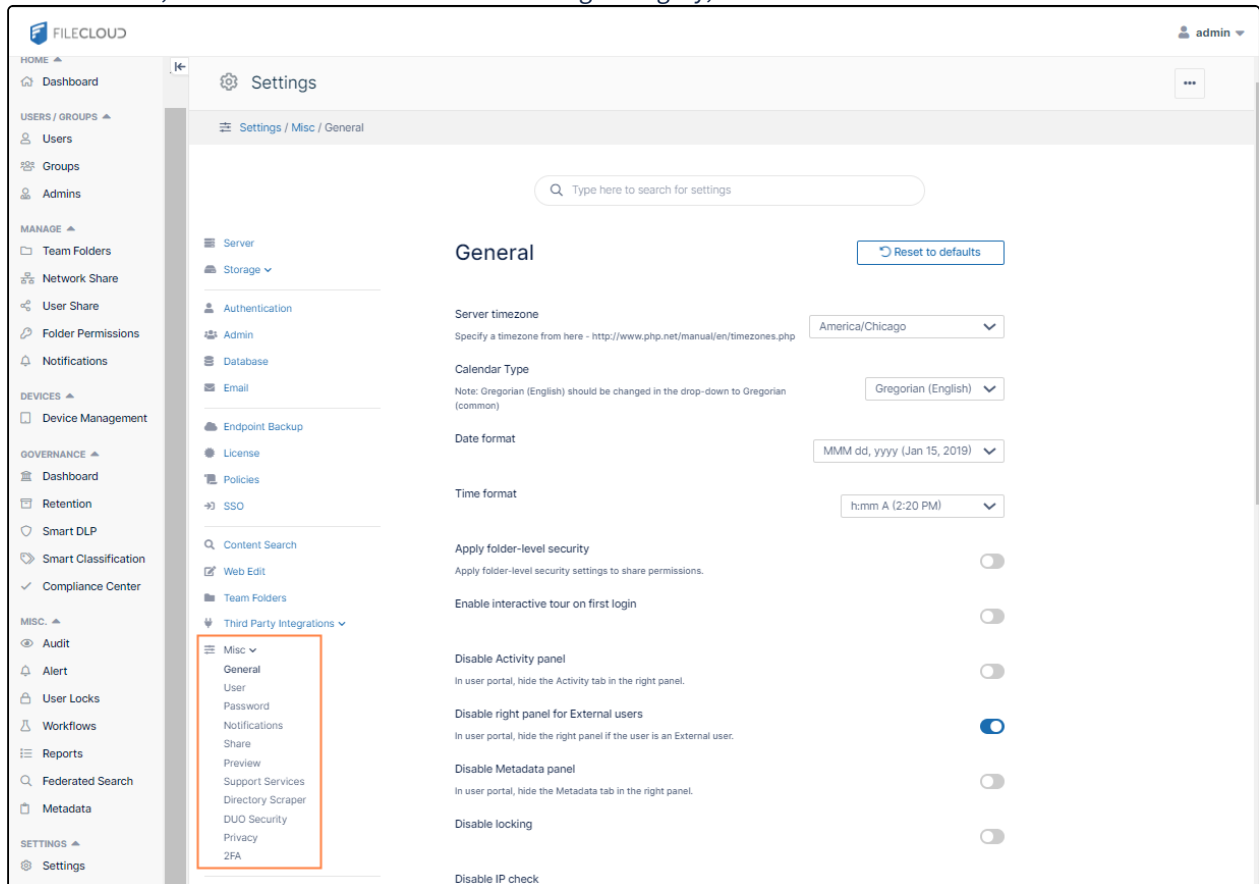 FILECLOUD
admin
HOME
Dashboard
USERS / GROUPS
Users
Groups
Admins
MANAGE
Team Folders
Network Share
User Share
Folder Permissions
Notifications
DEVICES
Device Management
GOVERNANCE
Dashboard
Retention
Smart DLP
Smart Classification
Compliance Center
MISC.
Audit
Alert
User Locks
Workflows
Reports
Federated Search
Metadata
SETTINGS
Settings
Settings
...
Settings / Misc / General
Type here to search for settings
Server
Storage
Authentication
Admin
Database
Email
Endpoint Backup
License
Policies
SSO
Content Search
Web Edit
Team Folders
Third Party Integrations
Misc
General
User
Password
Notifications
Share
Preview
Support Services
Directory Scraper
DUO Security
Privacy
2FA
General
Reset to defaults
Server timezone
Specify a timezone from here - http://www.php.net/manual/en/timezones.php
America/Chicago
Calendar Type
Note: Gregorian (English) should be changed in the drop-down to Gregorian
(common)
Gregorian (English)
Date format
MMM dd, yyyy (Jan 15, 2019)
Time format
h:mm A (2:20 PM)
Apply folder-level security
Apply folder-level security settings to share permissions.
Enable interactive tour on first login
Disable Activity panel
In user portal, hide the Activity tab in the right panel.
Disable right panel for External users
In user portal, hide the right panel if the user is an External user.
Disable Metadata panel
In user portal, hide the Metadata tab in the right panel.
Disable locking
Disable IP check